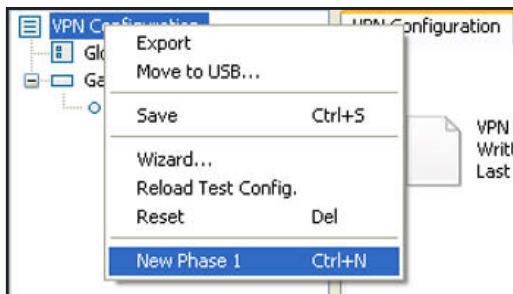 VPN Configuration
VPN Configuration
Export
Move to USB...
Save Ctrl+S
Wizard...
Reload Test Config.
Reset Del
New Phase 1 Ctrl+N
VPN
Last